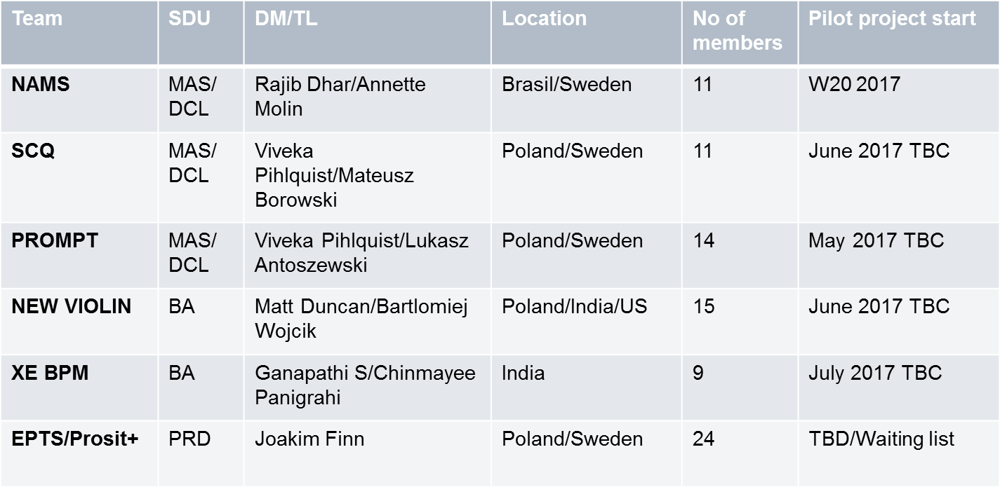 Team SDU DM/TL Location No of members Pilot project start
NAMS MAS/DCL Rajib Dhar/Annette Molin Brasil/Sweden 11 W20 2017
SCQ MAS/DCL Viveka Pihlquist/Mateusz Borowski Poland/Sweden 11 June 2017 TBC
PROMPT MAS/DCL Viveka Pihlquist/Lukasz Antoszewski Poland/Sweden 14 May 2017 TBC
NEW VIOLIN BA Matt Duncan/Bartlomiej Wojcik Poland/India/US 15 June 2017 TBC
XE BPM BA Ganapathi S/Chinmayee Panigrahi India 9 July 2017 TBC
EPTS/Prosit+ PRD Joakim Finn Poland/Sweden 24 TBD/Waiting list